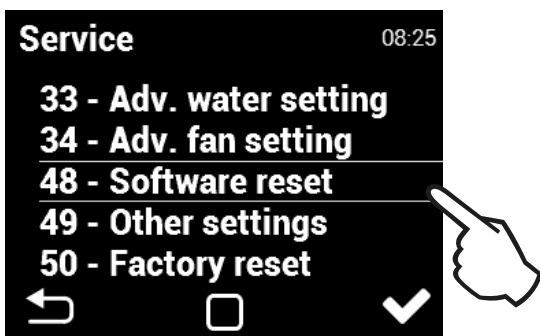 Service 08:25
33 - Adv. water setting
34 - Adv. fan setting
48 - Software reset
49 - Other settings
50 - Factory reset